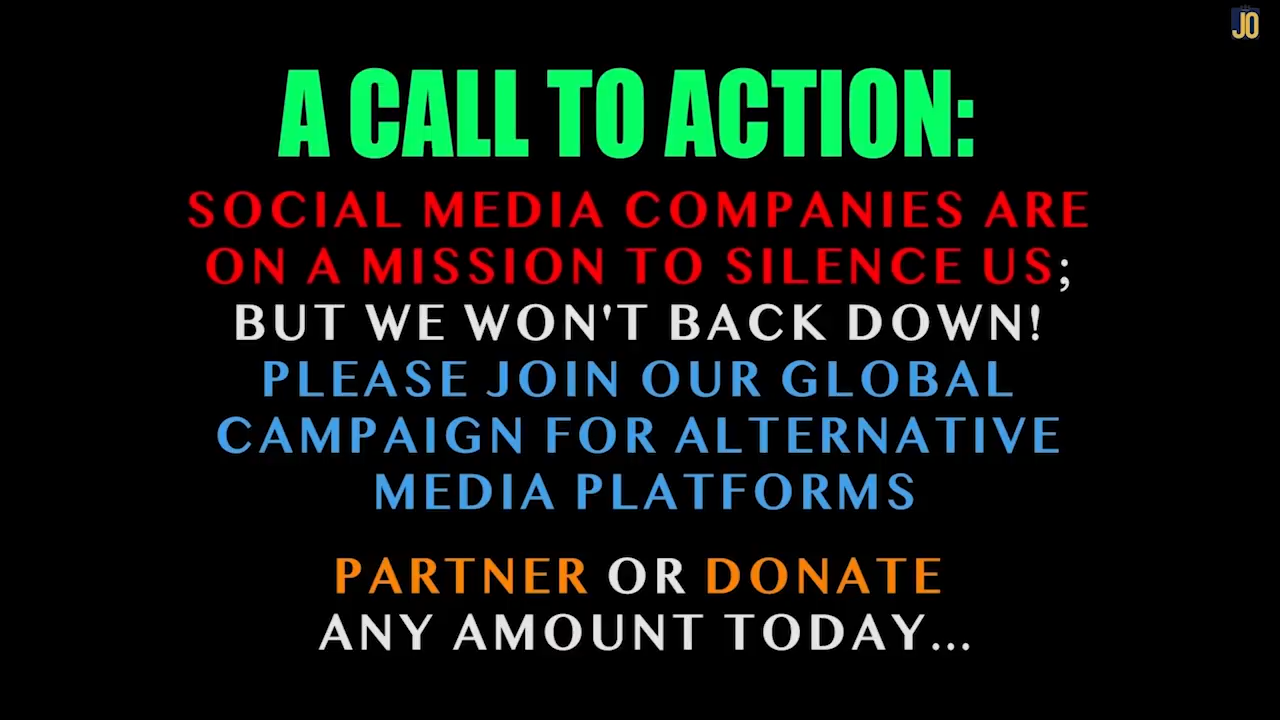 JO
A CALL TO ACTION:
SOCIAL MEDIA COMPANIES ARE
ON A MISSION TO SILENCE US;
BUT WE WON'T BACK DOWN!
PLEASE JOIN OUR GLOBAL
CAMPAIGN FOR ALTERNATIVE
MEDIA PLATFORMS
PARTNER OR DONATE
ANY AMOUNT TODAY...